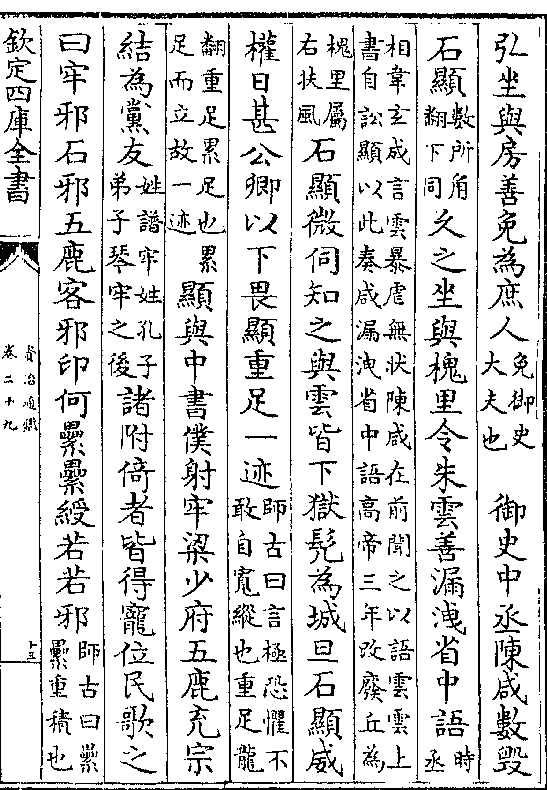 弘坐與房善免為庶人免御史大夫也御史中丞陳咸數毀
石顯數所角翻下同久之坐與槐里令朱雲善漏洩省中語時丞
相韋玄成言雲暴虐無狀陳咸在前聞之以語雲雲上
書自訟顯以此奏咸漏洩省中語高帝三年改廢丘為
槐里屬右扶風石顯微伺知之與雲皆下獄髡為城旦石顯威
權日甚公卿以下畏顯重足一迹師古曰言極恐懼不敢自寬縱也重足龍
翻重足累足也累足而立故一迹顯與中書僕射牢梁少府五鹿充宗
結為黨友姓譜牢姓孔子弟子琴牢之後諸附倚者皆得寵位民歌之
曰牢邪石邪五鹿客邪印何纍纍綬若若邪師古曰纍纍重積也
欽定四庫全書
資治通鑑
卷二十九
十三